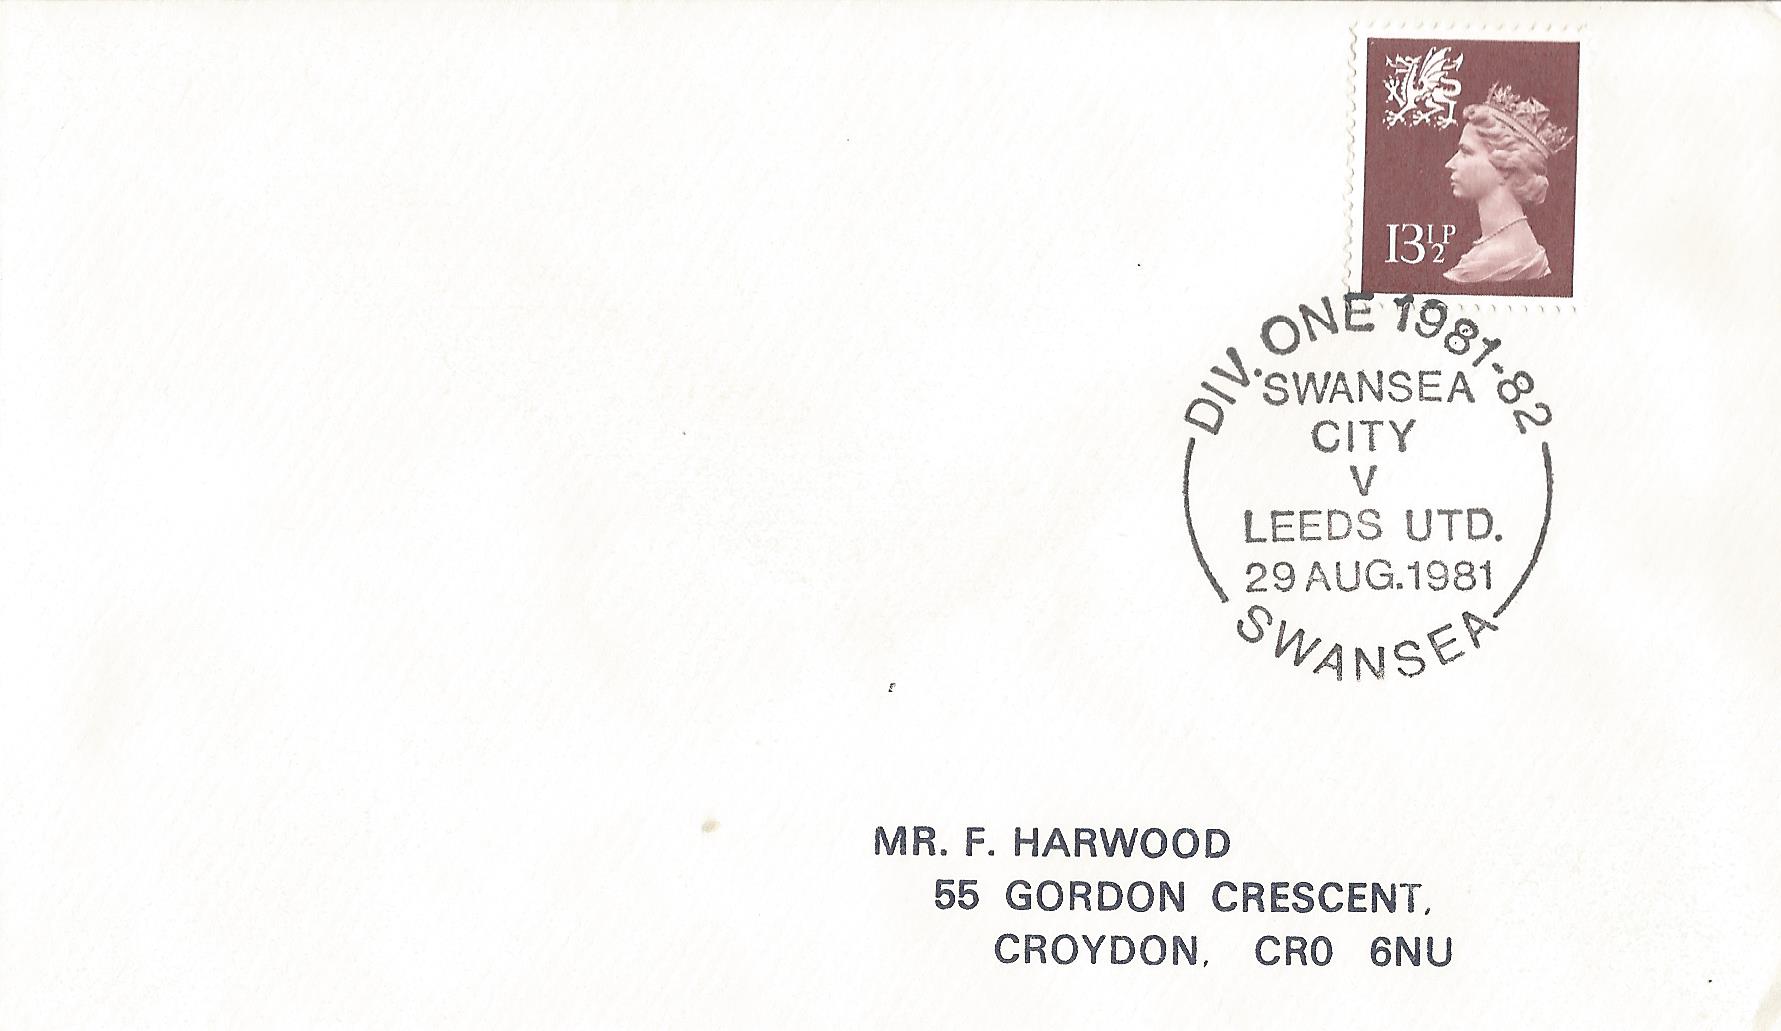 13½P
DIV. ONE 1981-82
SWANSEA
CITY
V
LEEDS UTD.
29 AUG. 1981
SWANSEA
MR. F. HARWOOD
55 GORDON CRESCENT,
CROYDON, CR0 6NU